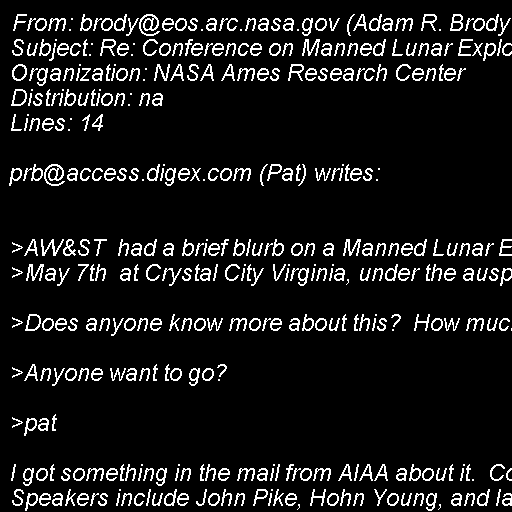 From: brody@eos.arc.nasa.gov (Adam R. Brody
Subject: Re: Conference on Manned Lunar Explo
Organization: NASA Ames Research Center
Distribution: na
Lines: 14
prb@access.digex.com (Pat) writes:
>AW&ST  had a brief blurb on a Manned Lunar E
>May 7th  at Crystal City Virginia, under the ausp
>Does anyone know more about this?  How muc
>Anyone want to go?
>pat
I got something in the mail from AIAA about it.  Co
Speakers include John Pike, Hohn Young, and la